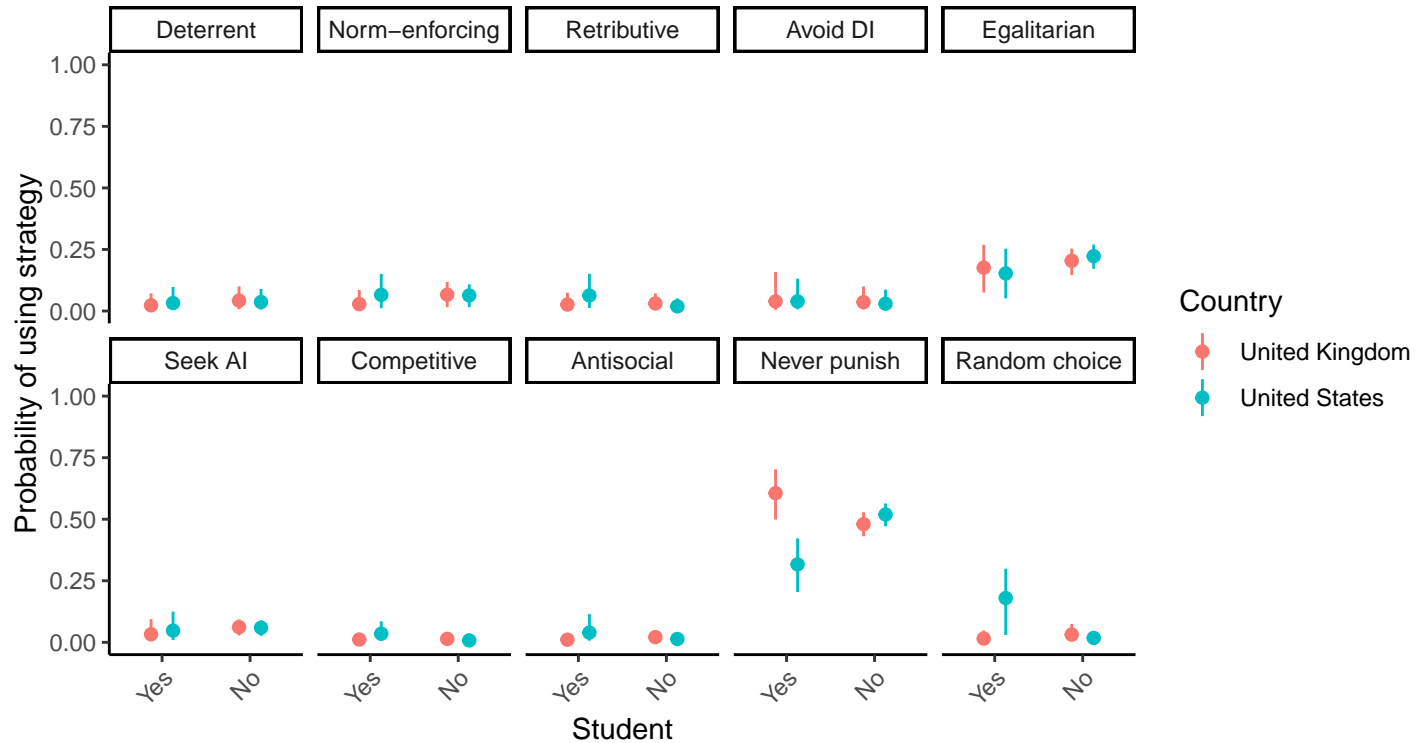 Deterrent Norm−enforcing Retributive Avoid DI Egalitarian
1.00
0.75
0.50
0.25
0.00
Seek AI Competitive Antisocial Never punish Random choice
1.00
0.75
0.50
0.25
0.00
Yes No Yes No Yes No Yes No Yes No
Student
Probability of using strategy
Country
United Kingdom
United States